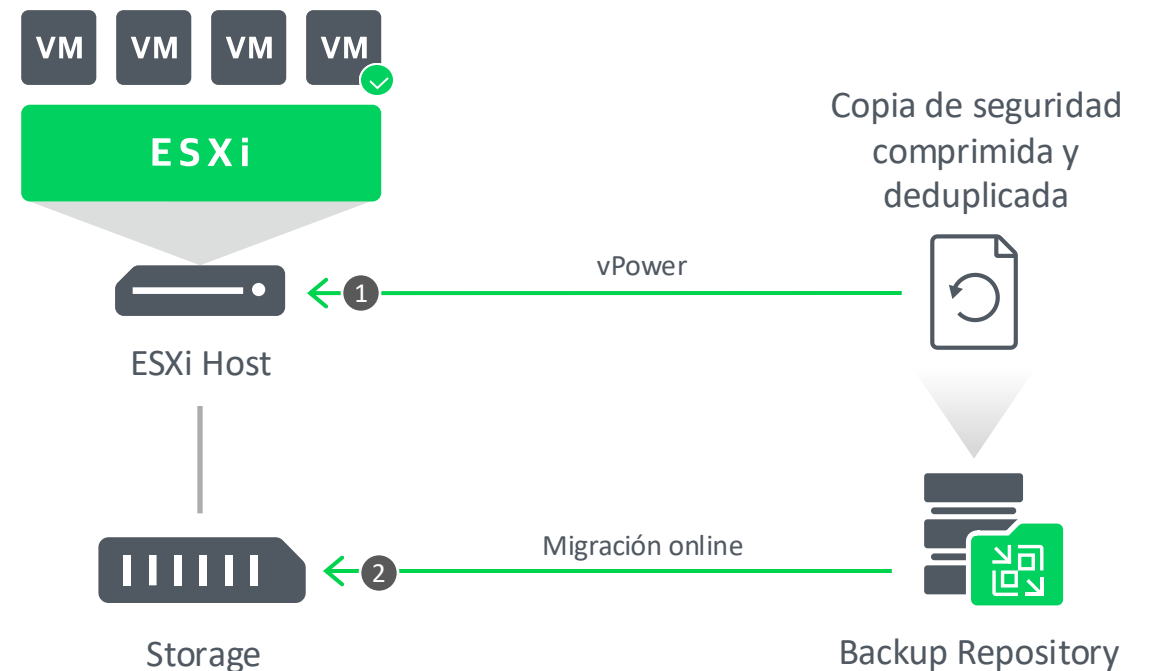 VM VM VM VM
ESXi
Copia de seguridad
comprimida y
deduplicada
vPower
1
ESXi Host
Migración online
2
Storage
Backup Repository